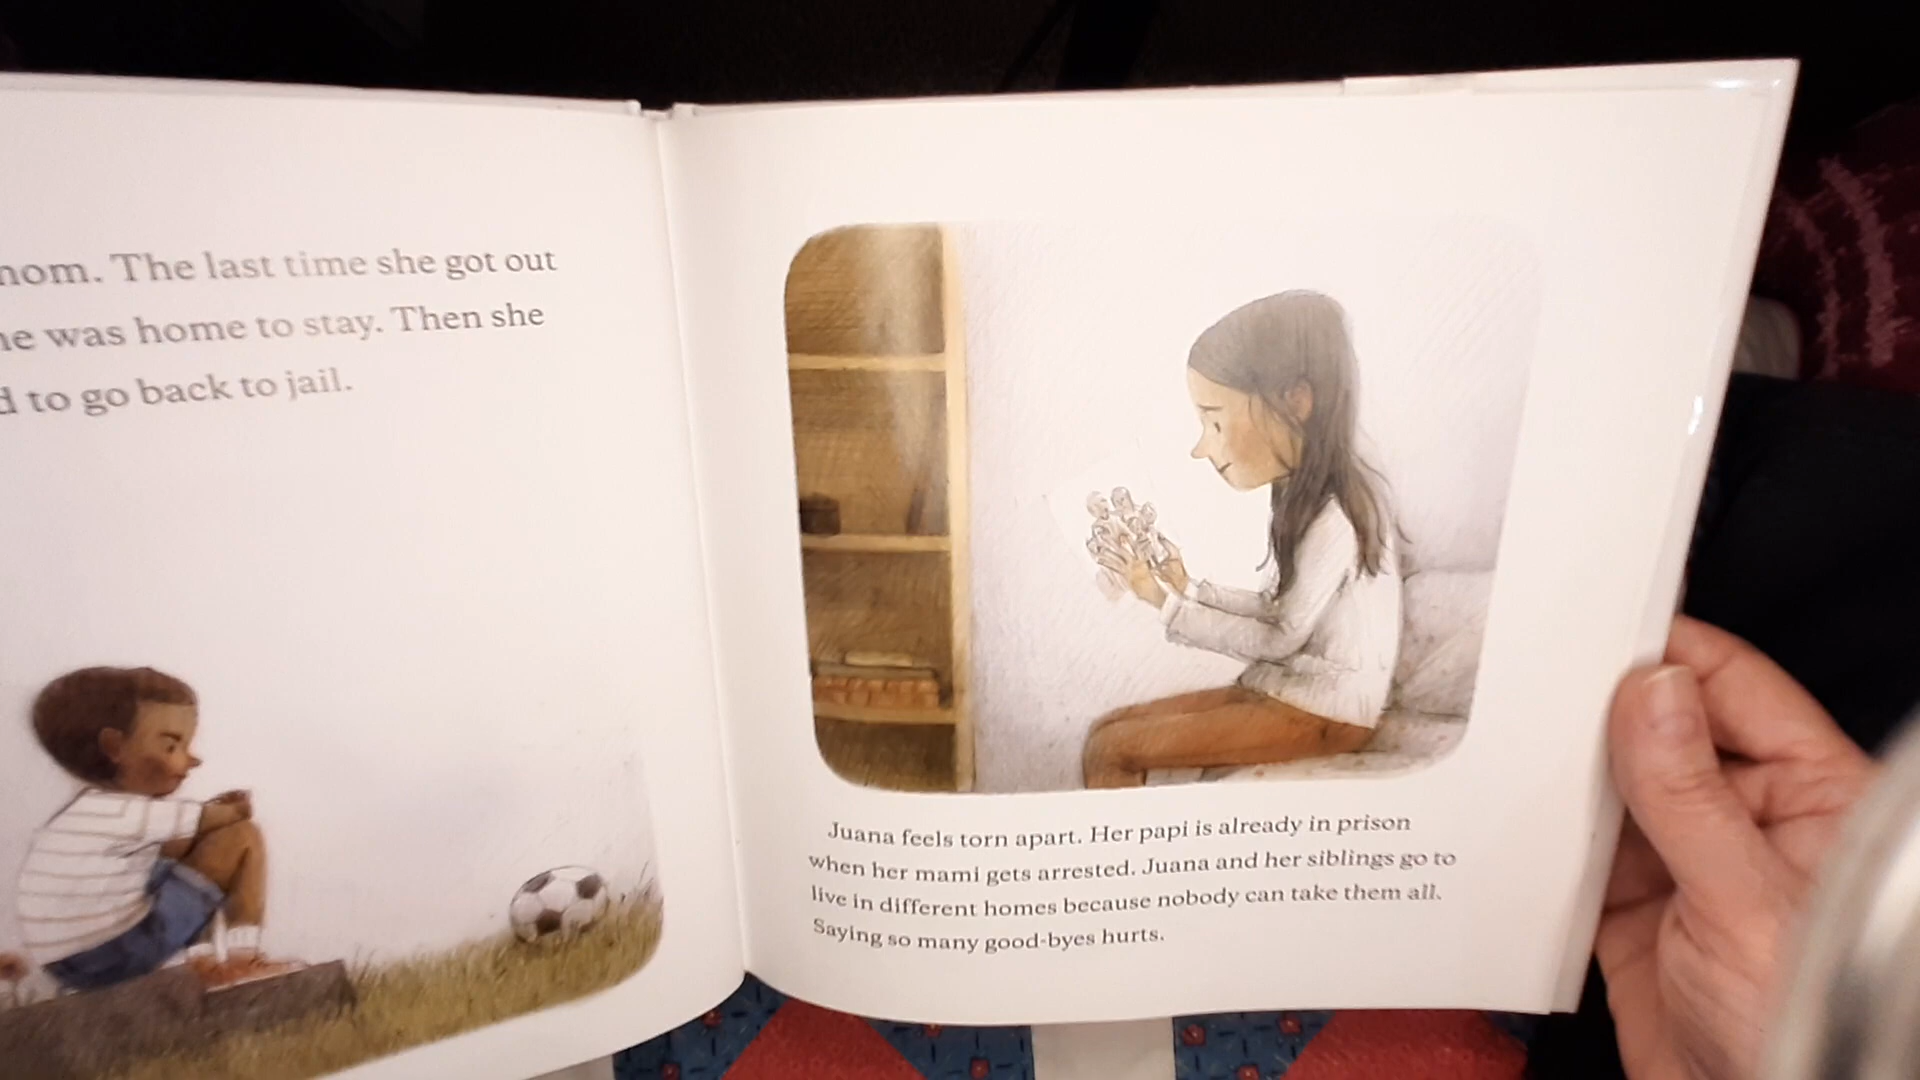 mom. The last time she got out
he was home to stay. Then she
to go back to jail.
Juana feels torn apart. Her papi is already in prison
when her mami gets arrested. Juana and her siblings go to
live in different homes because nobody can take them all.
Saying so many good-byes hurts.